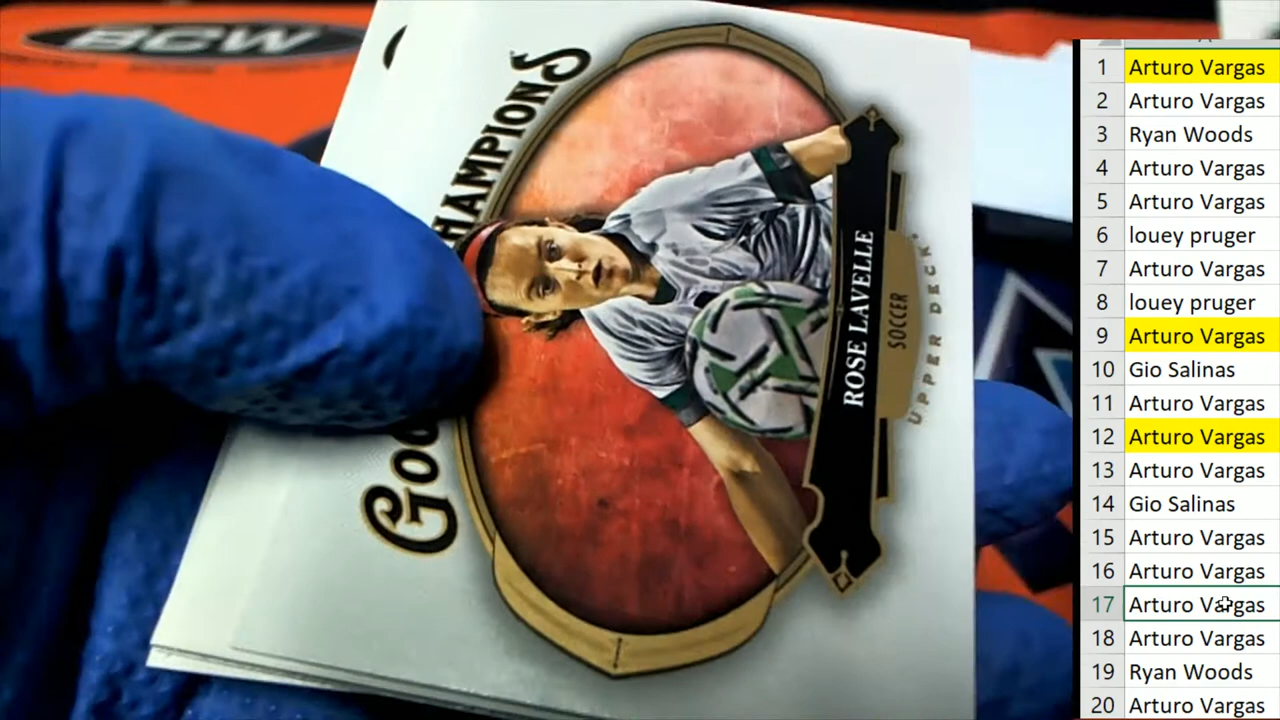 BCW
Goo
HAMPIONS
ROSE LAVELLE
SOCCER
UPPER DECK
1 Arturo Vargas
2 Arturo Vargas
3 Ryan Woods
4 Arturo Vargas
5 Arturo Vargas
6 louey pruger
7 Arturo Vargas
8 louey pruger
9 Arturo Vargas
10 Gio Salinas
11 Arturo Vargas
12 Arturo Vargas
13 Arturo Vargas
14 Gio Salinas
15 Arturo Vargas
16 Arturo Vargas
17 Arturo Vargas
18 Arturo Vargas
19 Ryan Woods
20 Arturo Vargas